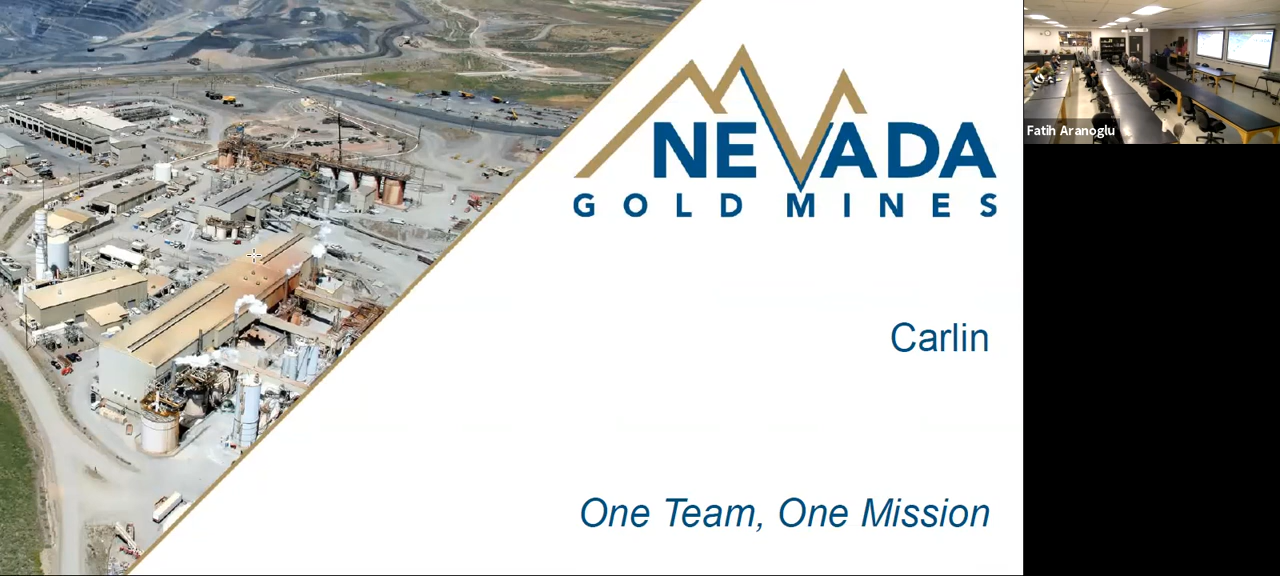 NEVADA
GOLD MINES
Carlin
One Team, One Mission
Fatih Aranoglu